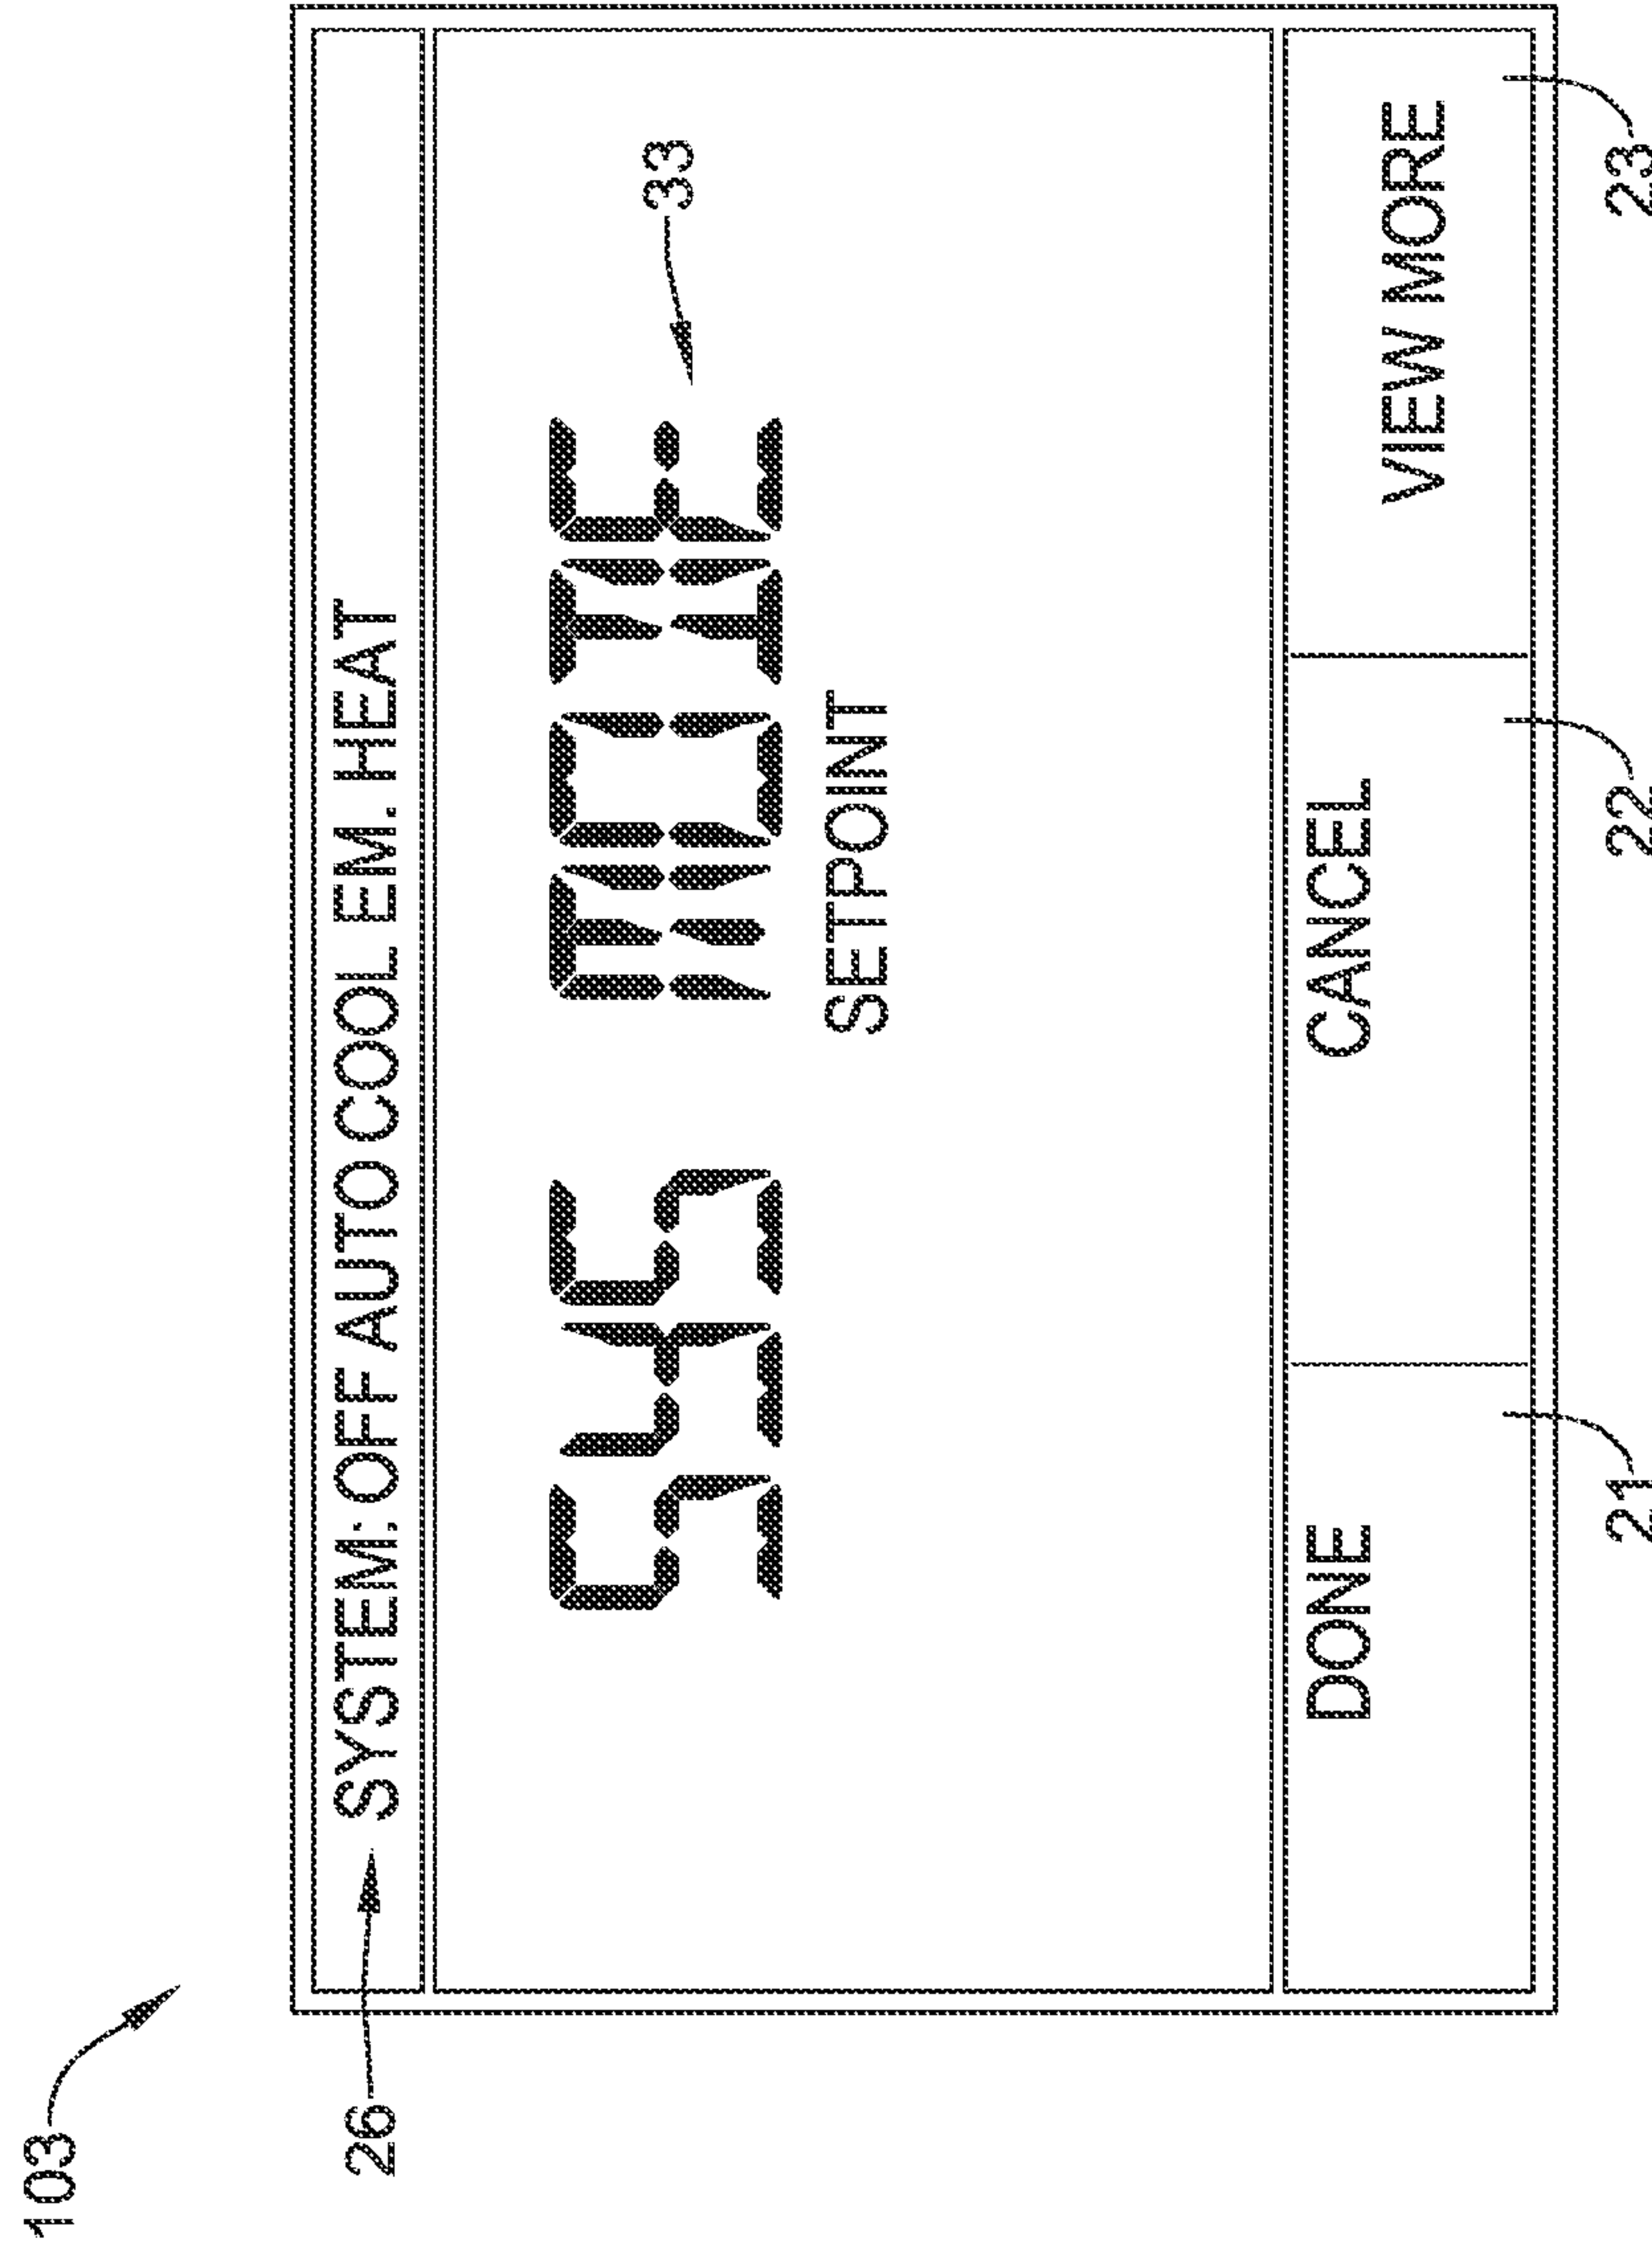 103
26
SYSTEM: OFF AUTO COOL EM. HEAT
SYS MODE
33
SETPOINT
DONE
CANCEL
VIEW MORE
21
22
23